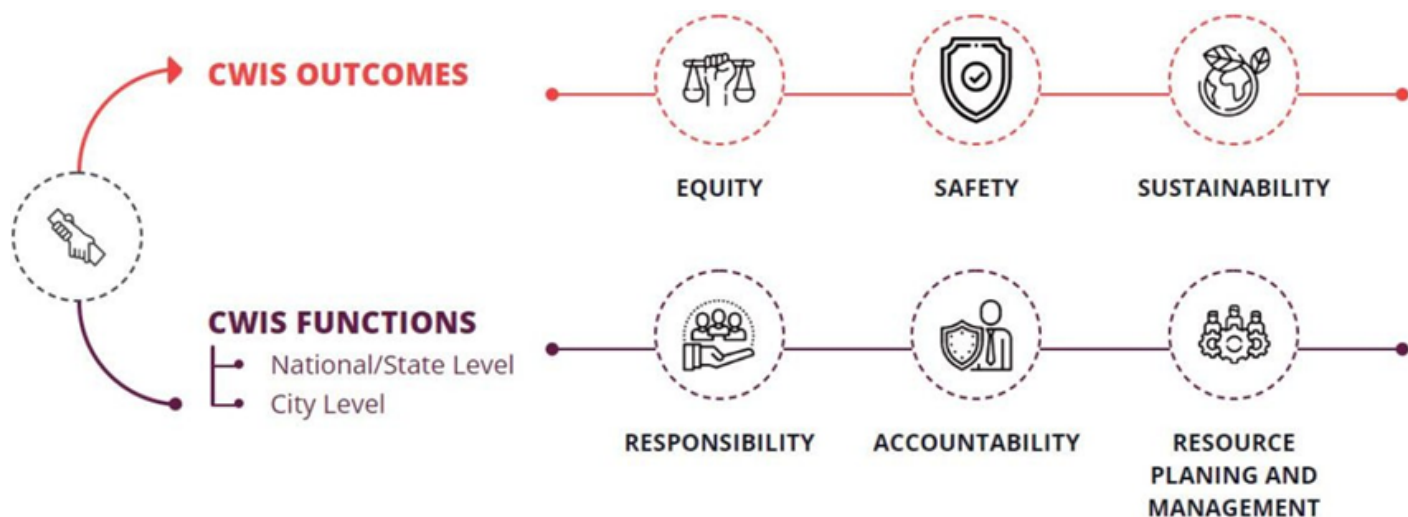 CWIS OUTCOMES
EQUITY
SAFETY
SUSTAINABILITY
CWIS FUNCTIONS
National/State Level
City Level
RESPONSIBILITY
ACCOUNTABILITY
RESOURCE
PLANING AND
MANAGEMENT